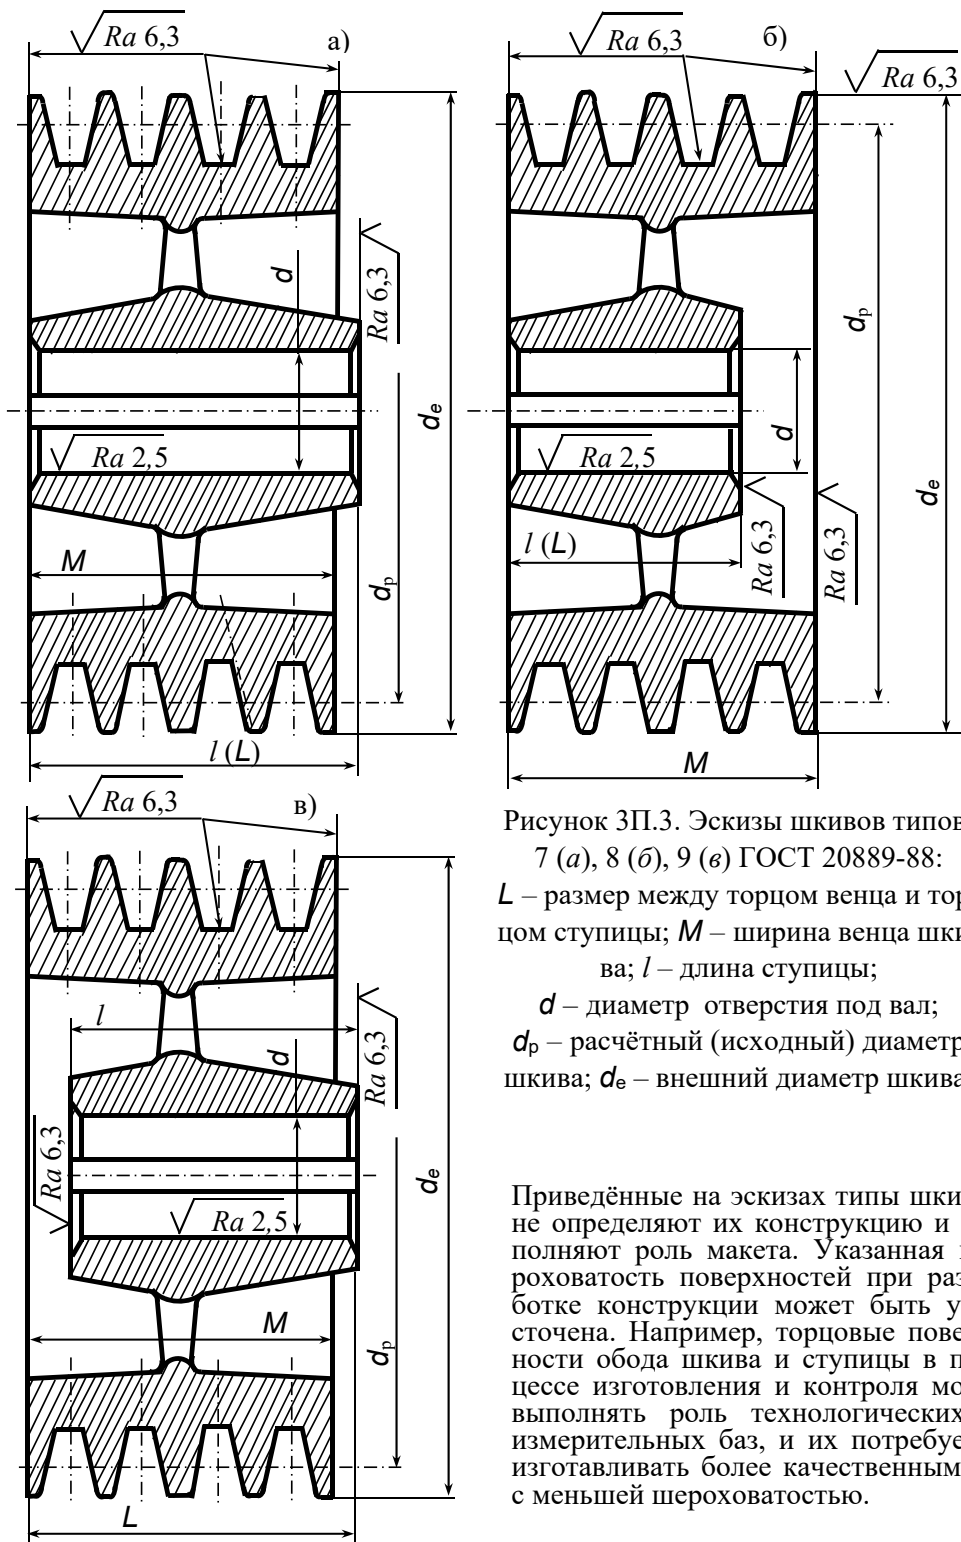 Ra 6,3
а)
d
Ra 6,3
de
Ra 2,5
M
dp
l (L)
Ra 6,3
б)
Ra 6,3
dp
d
de
Ra 2,5
l (L)
Ra 6,3
Ra 6,3
M
Ra 6,3
в)
l
d
Ra 6,3
Ra 6,3
de
Ra 2,5
M
dp
L
Рисунок 3П.3. Эскизы шкивов типов
7 (а), 8 (б), 9 (в) ГОСТ 20889-88:
L – размер между торцом венца и тор
цом ступицы; M – ширина венца шки
ва; l – длина ступицы;
d – диаметр отверстия под вал;
dр – расчётный (исходный) диаметр
шкива; de – внешний диаметр шкива
Приведённые на эскизах типы шки
не определяют их конструкцию и
полняют роль макета. Указанная
роховатость поверхностей при раз
ботке конструкции может быть у
сточена. Например, торцовые пове
ности обода шкива и ступицы в п
цессе изготовления и контроля мо
выполнять роль технологических
измерительных баз, и их потребуе
изготавливать более качественным
с меньшей шероховатостью.